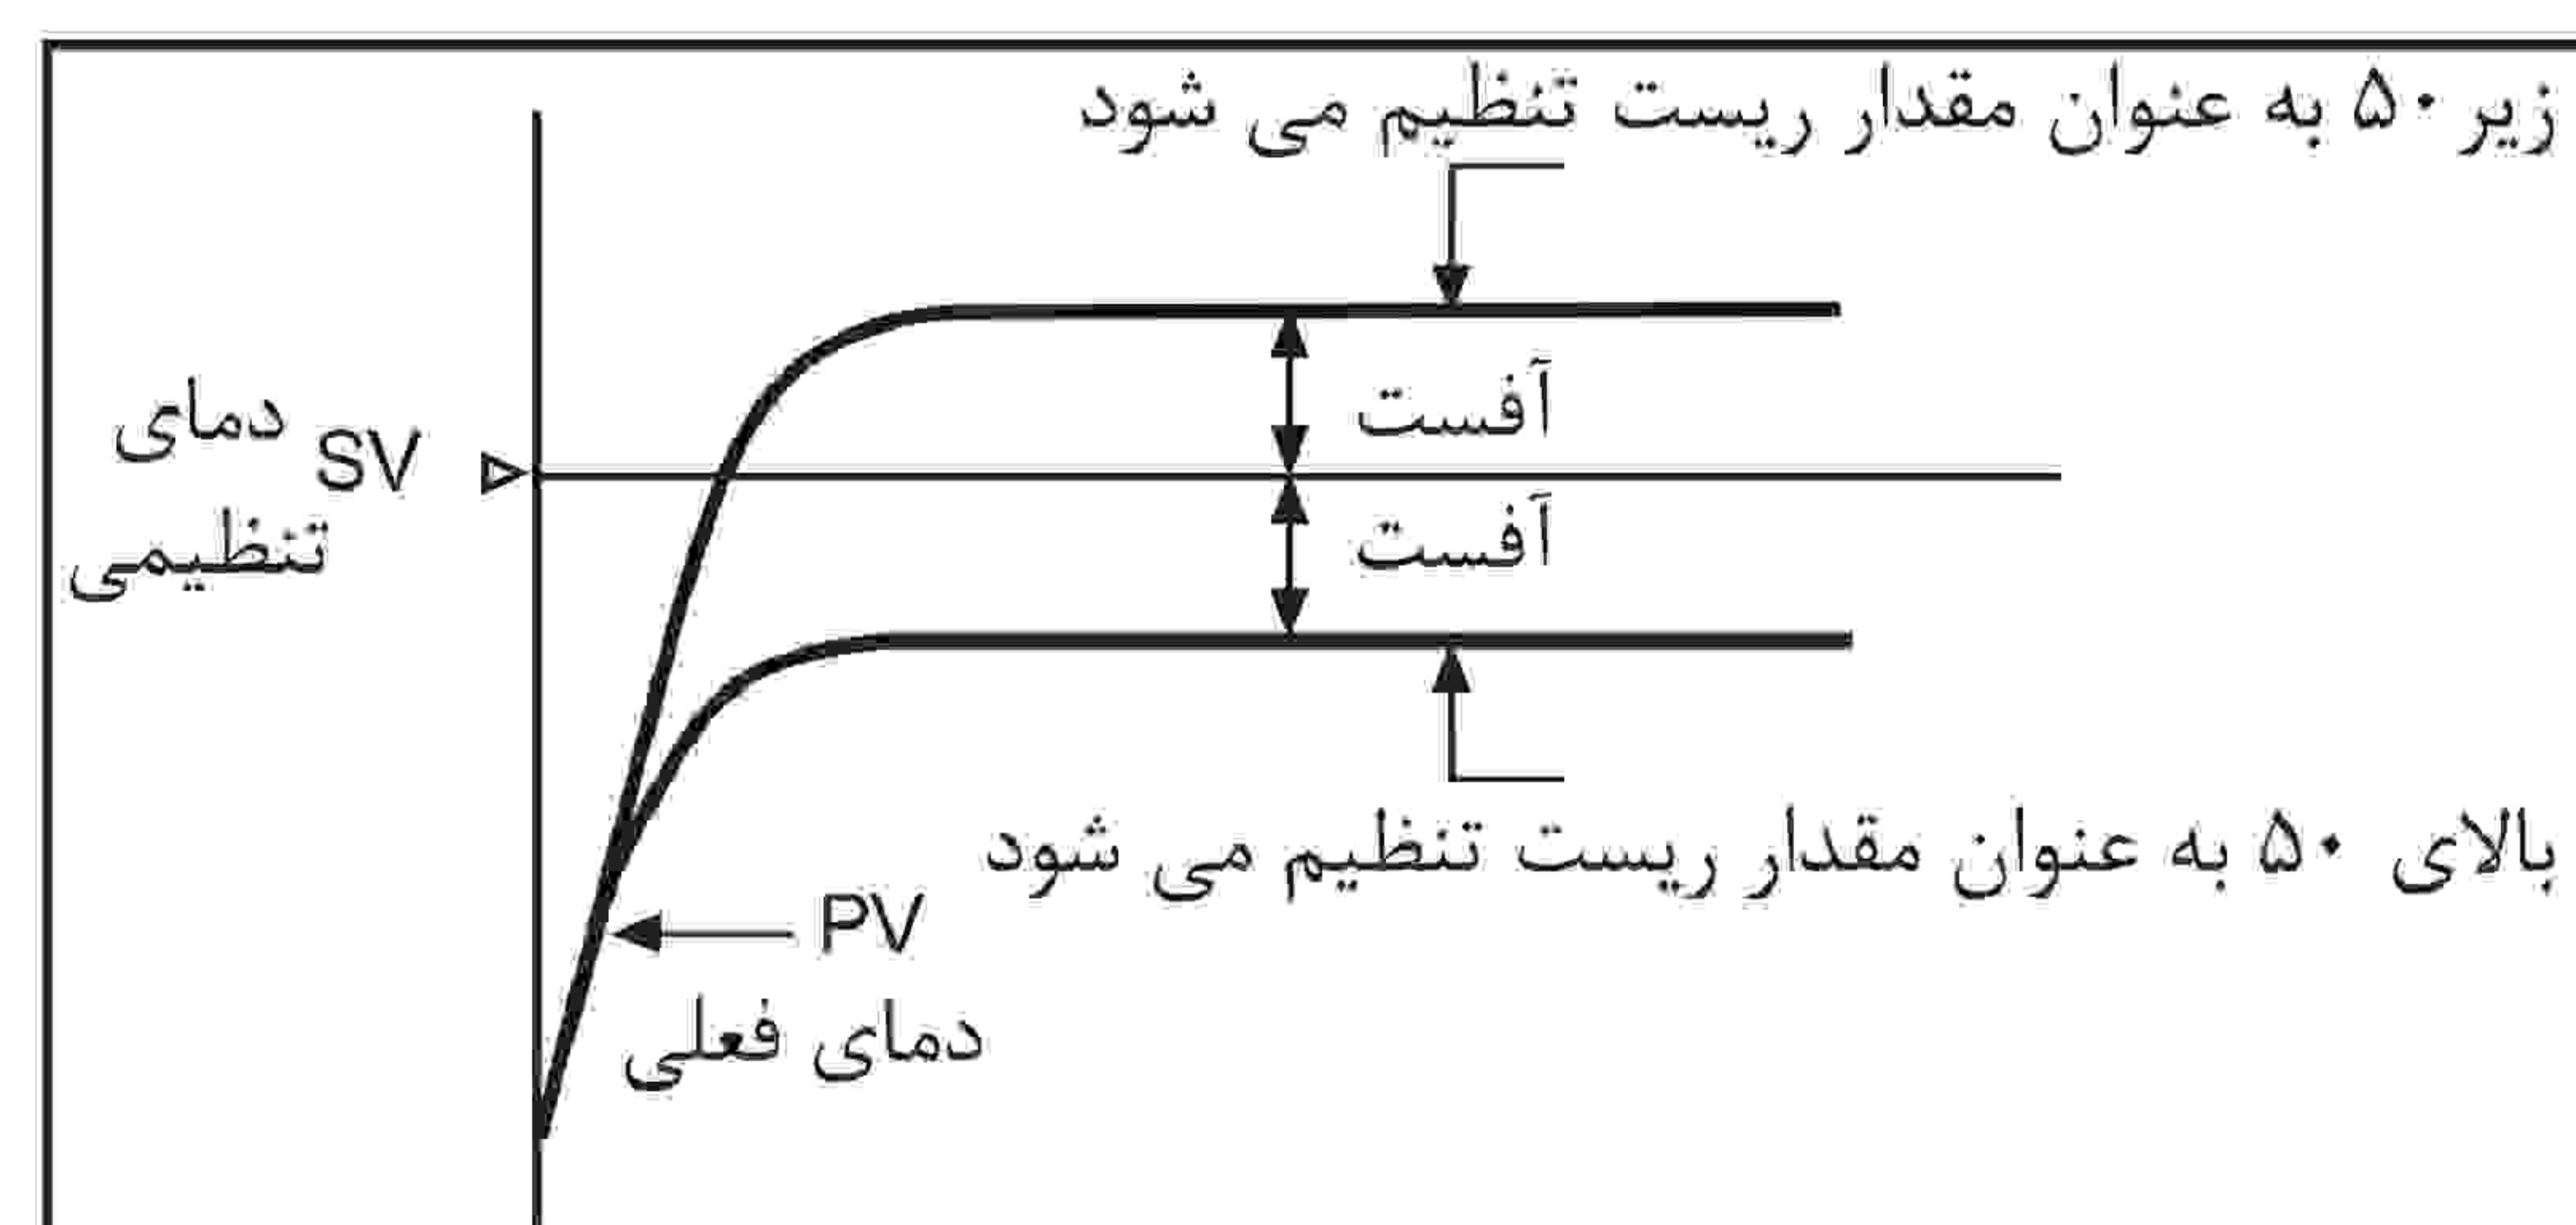 زیر ۵۰ به عنوان مقدار ریست تنظیم می شود
آفست
دمای
SV
تنظیمی
آفست
بالای ۵۰ به عنوان مقدار ریست تنظیم می شود
PV
دمای فعلی